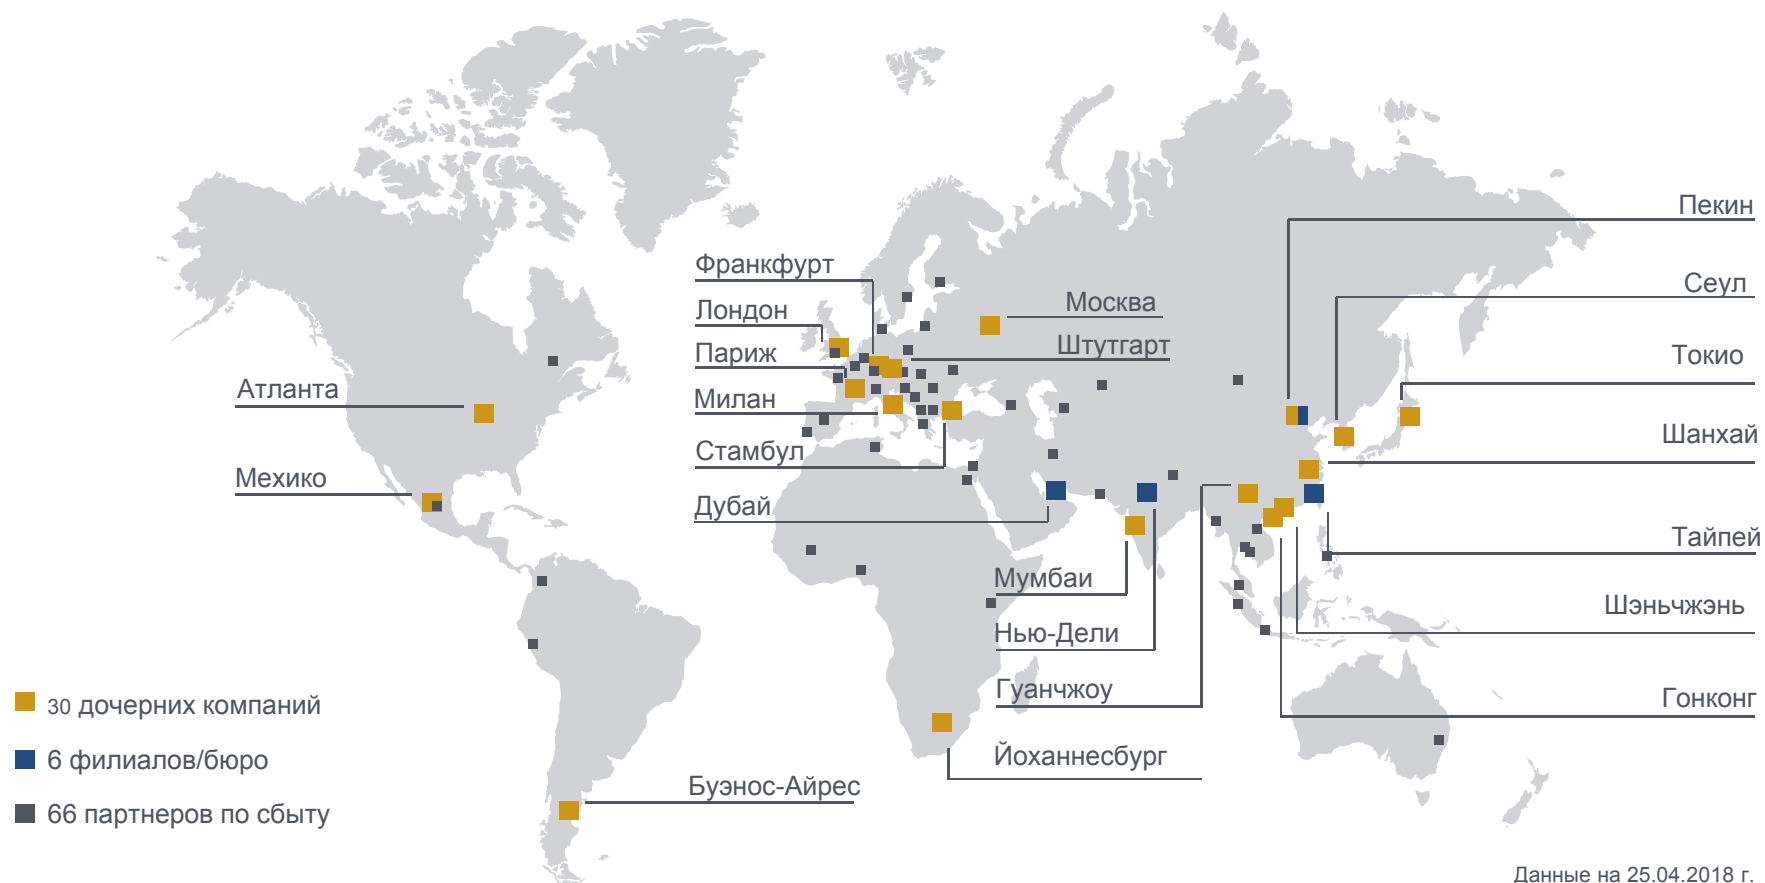 Пекин
Франкфурт
Сеул
Москва
Лондон
Штутгарт
Париж
Токио
Атланта
Милан
Шанхай
Стамбул
Мехико
Дубай
Тайпей
Мумбаи
Шэньчжэнь
Нью-Дели
Гуанчжоу
Гонконг
30 дочерних компаний
Йоханнесбург
6 филиалов/бюро
Буэнос-Айрес
66 партнеров по сбыту
Данные на 25.04.2018 г.